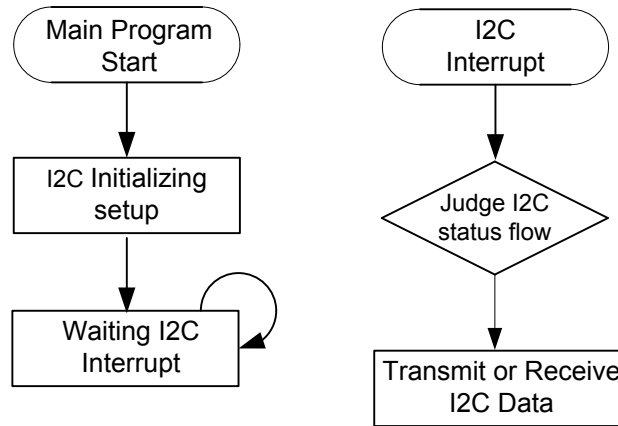 Main Program
Start
I2C Initializing
setup
Waiting I2C
Interrupt
I2C
Interrupt
Judge I2C
status flow
Transmit or Receive
I2C Data